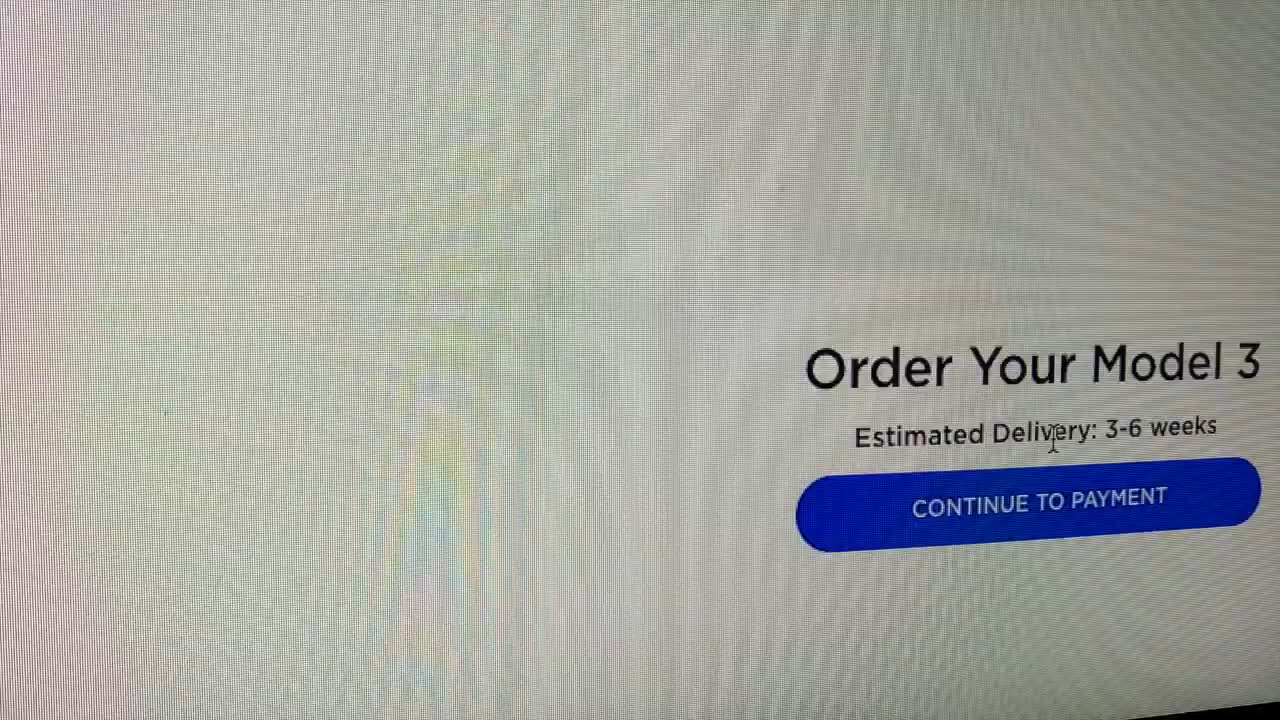 Order Your Model 3
Estimated Delivery: 3-6 weeks
CONTINUE TO PAYMENT